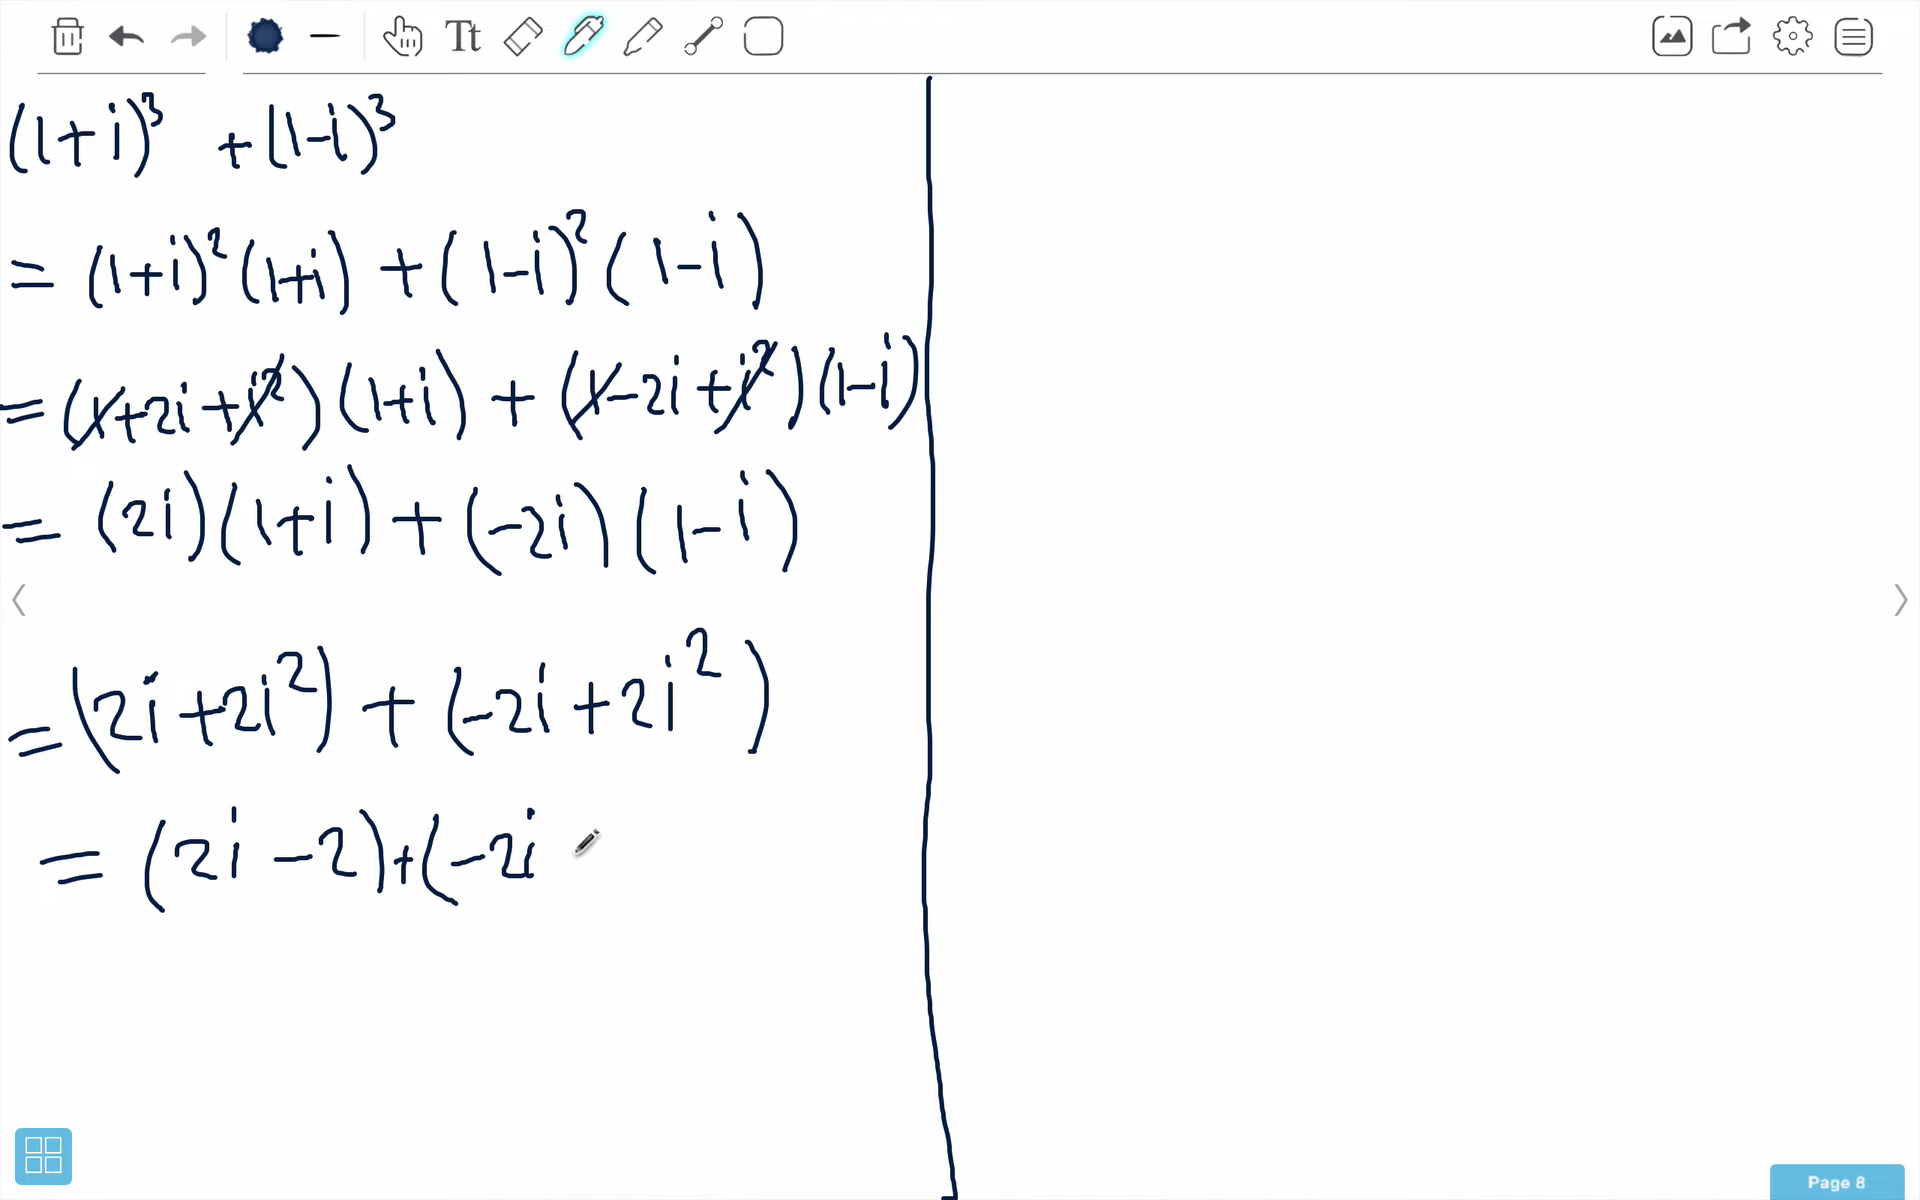 Tt
(1+i)³ + (1-i)³
= (1+i)²(1+i) + (1-i)²(1-i)
= (1+2i+i²)(1+i) + (1-2i+i²)(1-i)
= (2i)(1+i) + (-2i)(1-i)
= (2i+2i²) + (-2i+2i²)
= (2i-2)+(-2i
Page 8